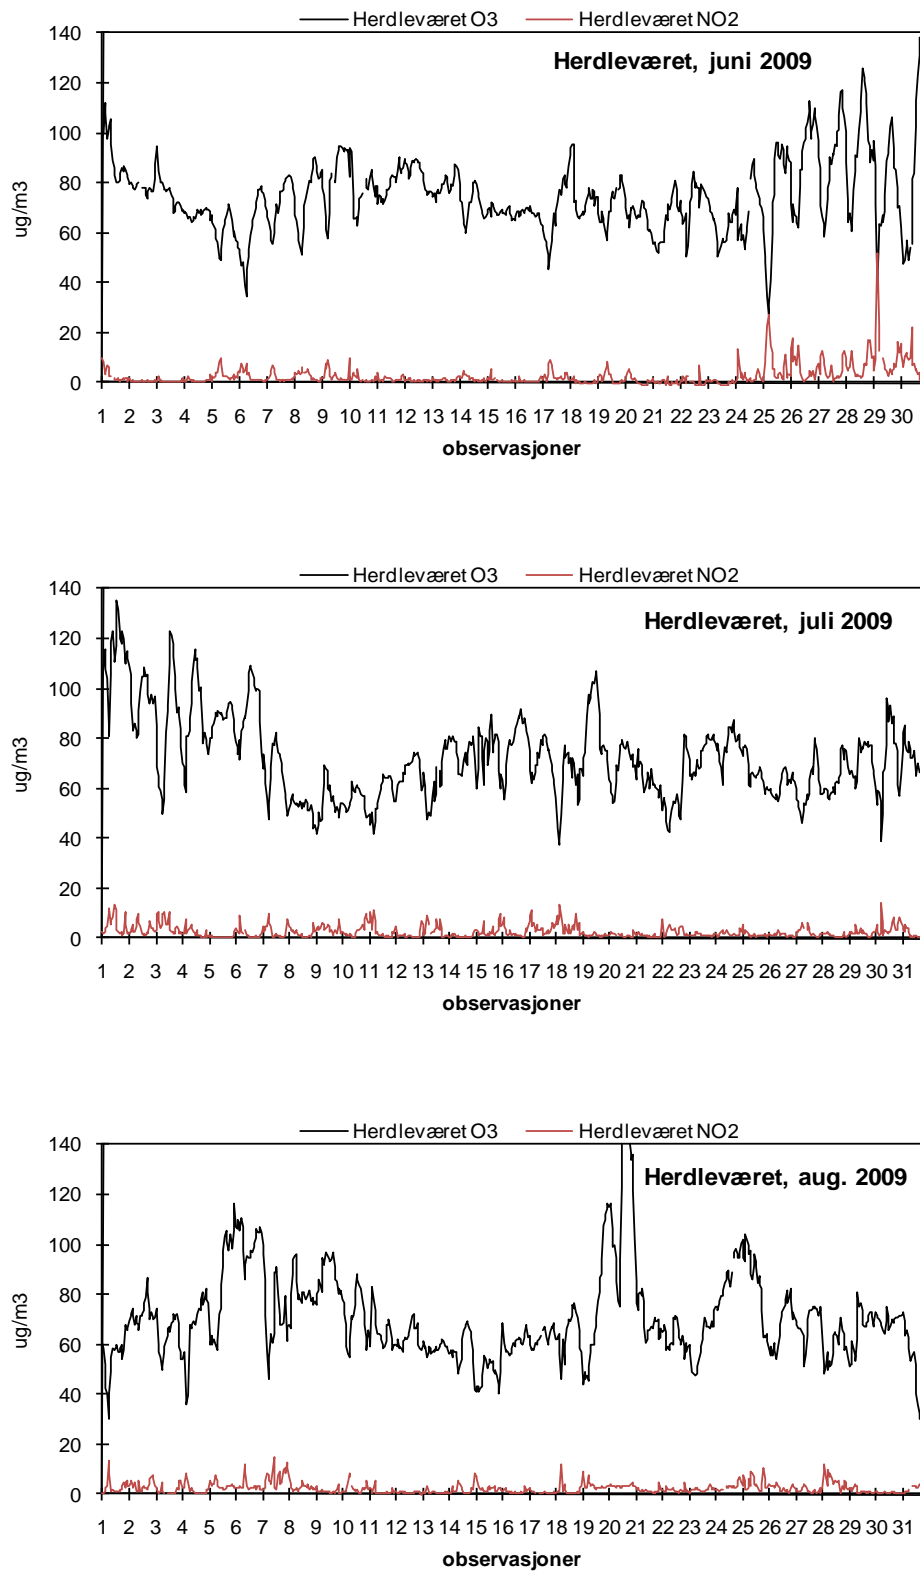 Herdleværet O3 Herdleværet NO2
Herdleværet, juni 2009
140
120
100
80
60
40
20
0
ug/m3
1 2 3 4 5 6 7 8 9 10 11 12 13 14 15 16 17 18 19 20 21 22 23 24 25 26 27 28 29 30
observasjoner
Herdleværet O3 Herdleværet NO2
Herdleværet, juli 2009
140
120
100
80
60
40
20
0
ug/m3
1 2 3 4 5 6 7 8 9 10 11 12 13 14 15 16 17 18 19 20 21 22 23 24 25 26 27 28 29 30 31
observasjoner
Herdleværet O3 Herdleværet NO2
Herdleværet, aug. 2009
140
120
100
80
60
40
20
0
ug/m3
1 2 3 4 5 6 7 8 9 10 11 12 13 14 15 16 17 18 19 20 21 22 23 24 25 26 27 28 29 30 31
observasjoner